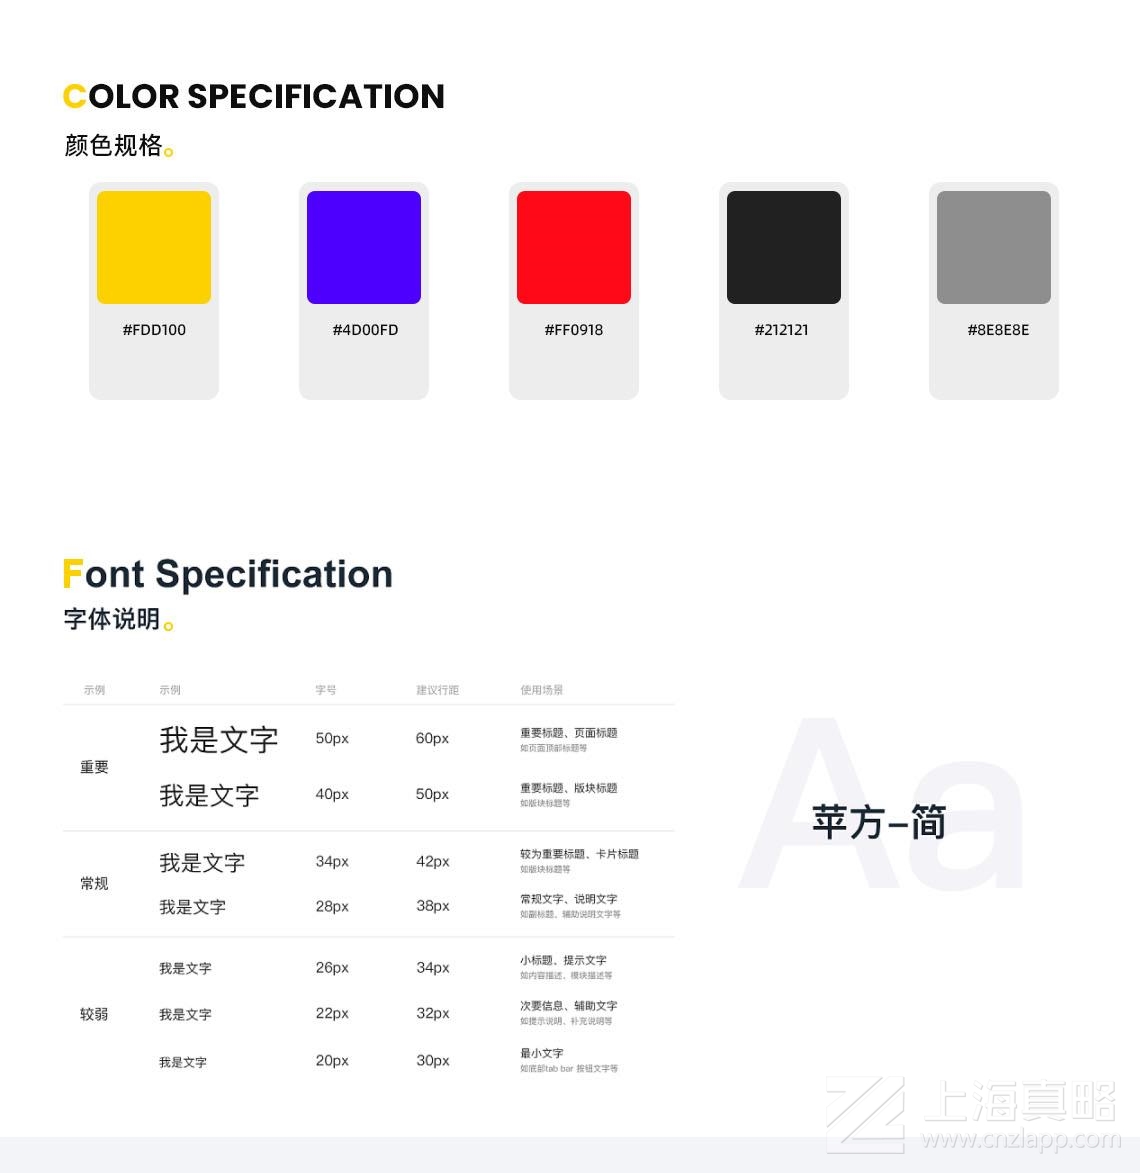 COLOR SPECIFICATION
颜色规格。
#FDD100 #4D00FD #FF0918 #212121 #8E8E8E
Font Specification
字体说明。
示例 示例 字号 建议行距 使用场景
重要
我是文字 50px 60px 重要标题、页面标题
如页面顶部标题等
我是文字 40px 50px 重要标题、版块标题
如版块标题等
常规
我是文字 34px 42px 较为重要标题、卡片标题
如版块标题等
我是文字 28px 38px 常规文字、说明文字
如副标题、辅助说明文字等
较弱
我是文字 26px 34px 小标题、提示文字
如内容描述、模块描述等
我是文字 22px 32px 次要信息、辅助文字
如提示说明、补充说明等
我是文字 20px 30px 最小文字
如底部tab bar 按钮文字等
Aa
苹方-简
上海真略
www.cnzlapp.com